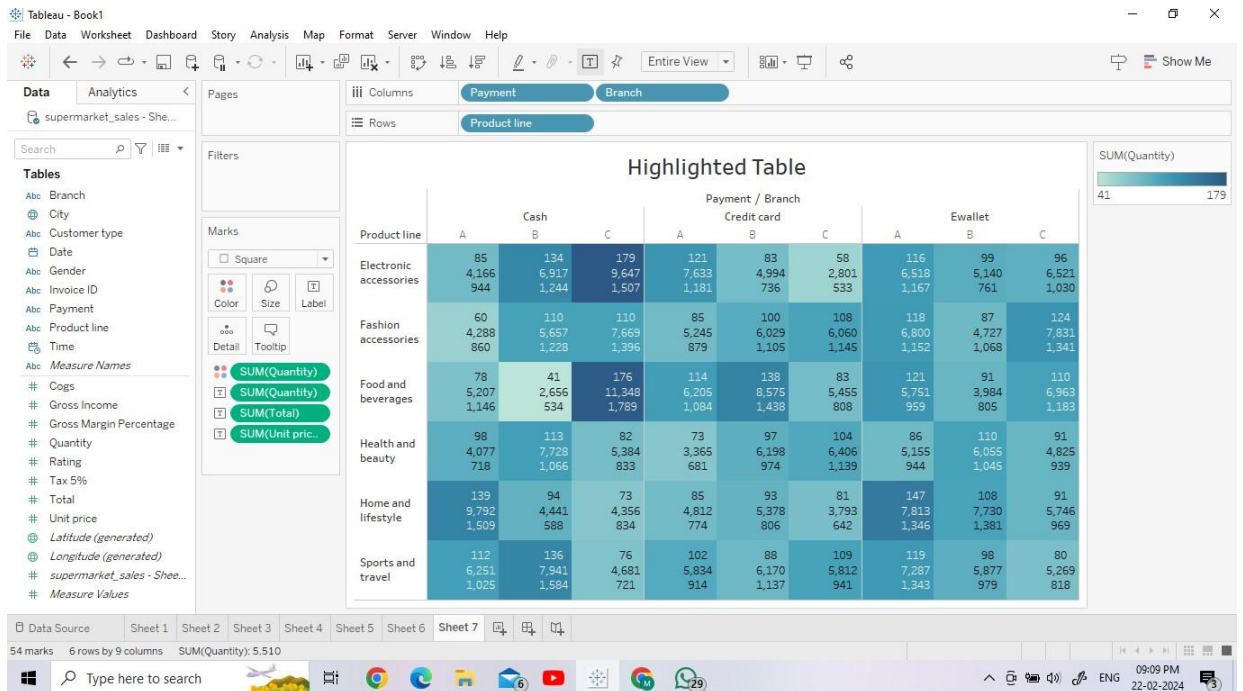 Tableau - Book1
File Data Worksheet Dashboard Story Analysis Map Format Server Window Help
Entire View
Show Me
Data Analytics
Pages
Columns Payment Branch
supermarket_sales - She...
Rows Product line
Search
Filters
Highlighted Table
SUM(Quantity)
41 179
Tables
Abc Branch
City
Abc Customer type
Date
Abc Gender
Abc Invoice ID
Abc Payment
Abc Product line
Time
Abc Measure Names
# Cogs
# Gross Income
# Gross Margin Percentage
# Quantity
# Rating
# Tax 5%
# Total
# Unit price
Latitude (generated)
Longitude (generated)
# supermarket_sales - Shee...
# Measure Values
Marks
Square
Color Size Label
Detail Tooltip
SUM(Quantity)
T SUM(Quantity)
T SUM(Total)
T SUM(Unit pric..
Payment / Branch
Cash Credit card Ewallet
Product line A B C A B C A B C
Electronic
accessories
85 134 179 121 83 58 116 99 96
4,166 6,917 9,647 7,633 4,994 2,801 6,518 5,140 6,521
944 1,244 1,507 1,181 736 533 1,167 761 1,030
Fashion
accessories
60 110 110 85 100 108 118 87 124
4,288 5,657 7,669 5,245 6,029 6,060 6,800 4,727 7,831
860 1,228 1,396 879 1,105 1,145 1,152 1,068 1,341
Food and
beverages
78 41 176 114 138 83 121 91 110
5,207 2,656 11,348 6,205 8,575 5,455 5,751 3,984 6,963
1,146 534 1,789 1,084 1,438 808 959 805 1,183
Health and
beauty
98 113 82 73 97 104 86 110 91
4,077 7,728 5,384 3,365 6,198 6,406 5,155 6,055 4,825
718 1,066 833 681 974 1,139 944 1,045 939
Home and
lifestyle
139 94 73 85 93 81 147 108 91
9,792 4,441 4,356 4,812 5,378 3,793 7,813 7,730 5,746
1,509 588 834 774 806 642 1,346 1,381 969
Sports and
travel
112 136 76 102 88 109 119 98 80
6,251 7,941 4,681 5,834 6,170 5,812 7,287 5,877 5,269
1,025 1,584 721 914 1,137 941 1,343 979 818
Data Source Sheet 1 Sheet 2 Sheet 3 Sheet 4 Sheet 5 Sheet 6 Sheet 7
54 marks 6 rows by 9 columns SUM(Quantity): 5,510
Type here to search
6
M
29
ENG
09:09 PM
22-02-2024
3